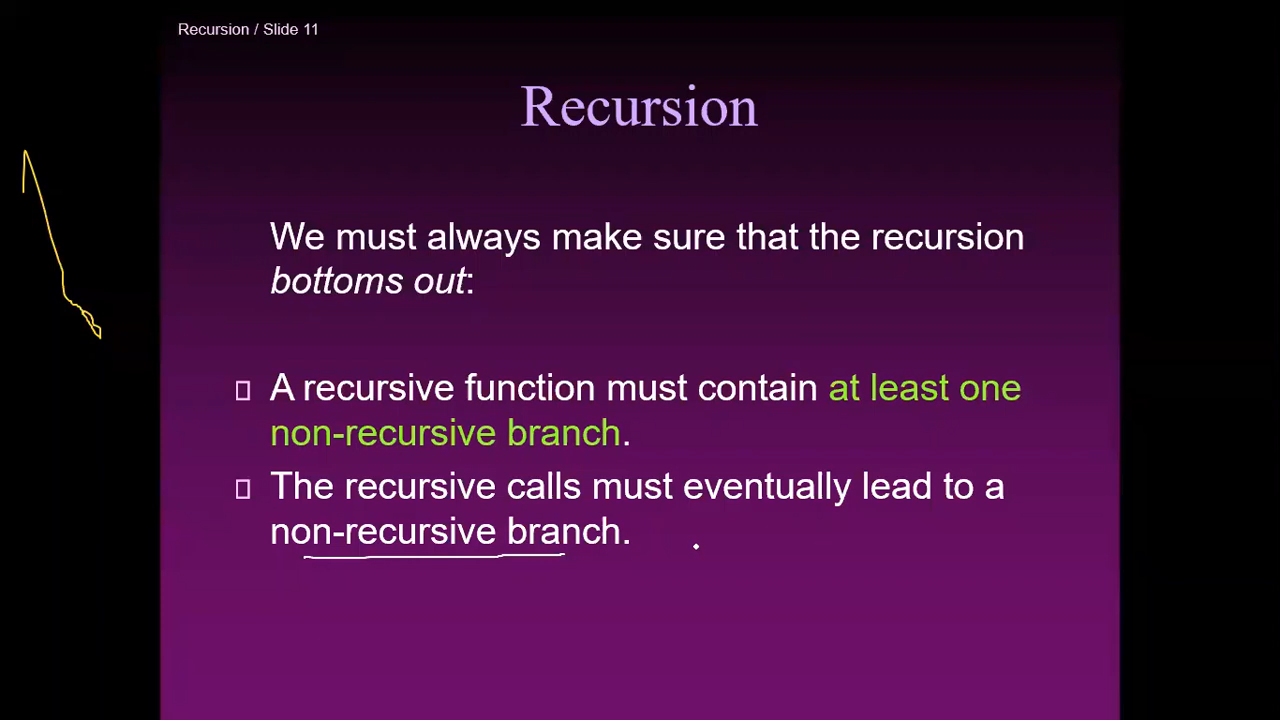 Recursion / Slide 11
Recursion
We must always make sure that the recursion
bottoms out:
A recursive function must contain at least one
non-recursive branch.
The recursive calls must eventually lead to a
non-recursive branch.